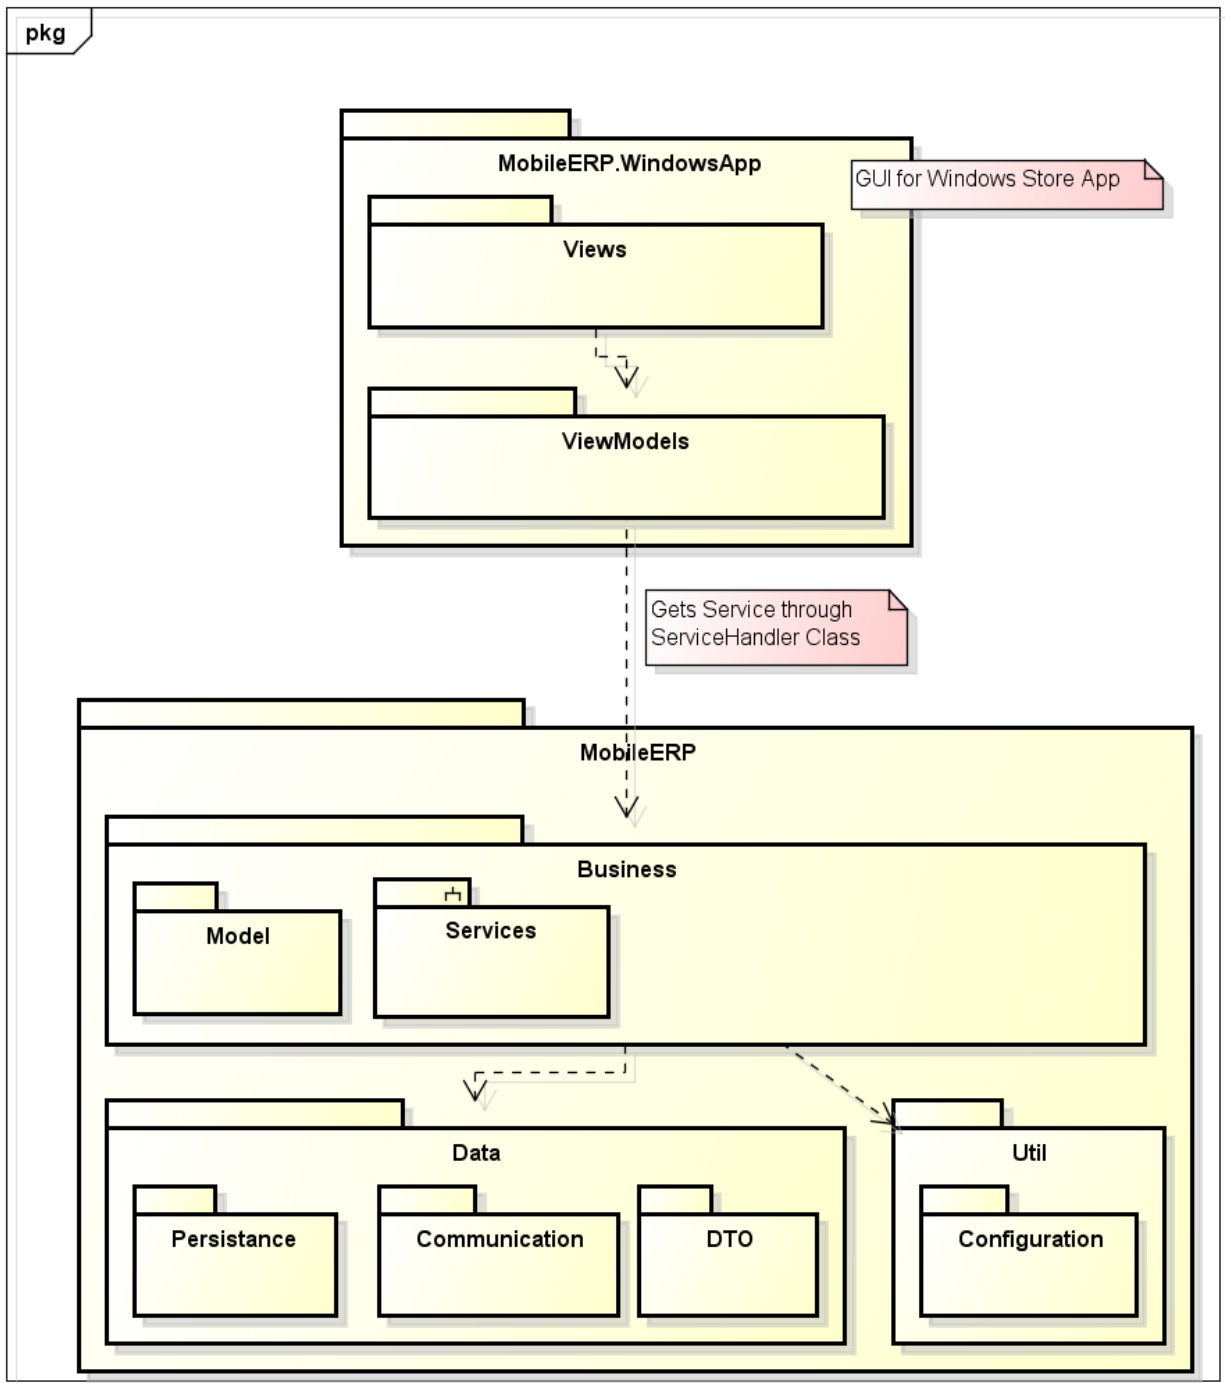 pkg
MobileERP.WindowsApp
GUI for Windows Store App
Views
ViewModels
Gets Service through
ServiceHandler Class
MobileERP
Business
Model
Services
Data
Util
Persistance
Communication
DTO
Configuration